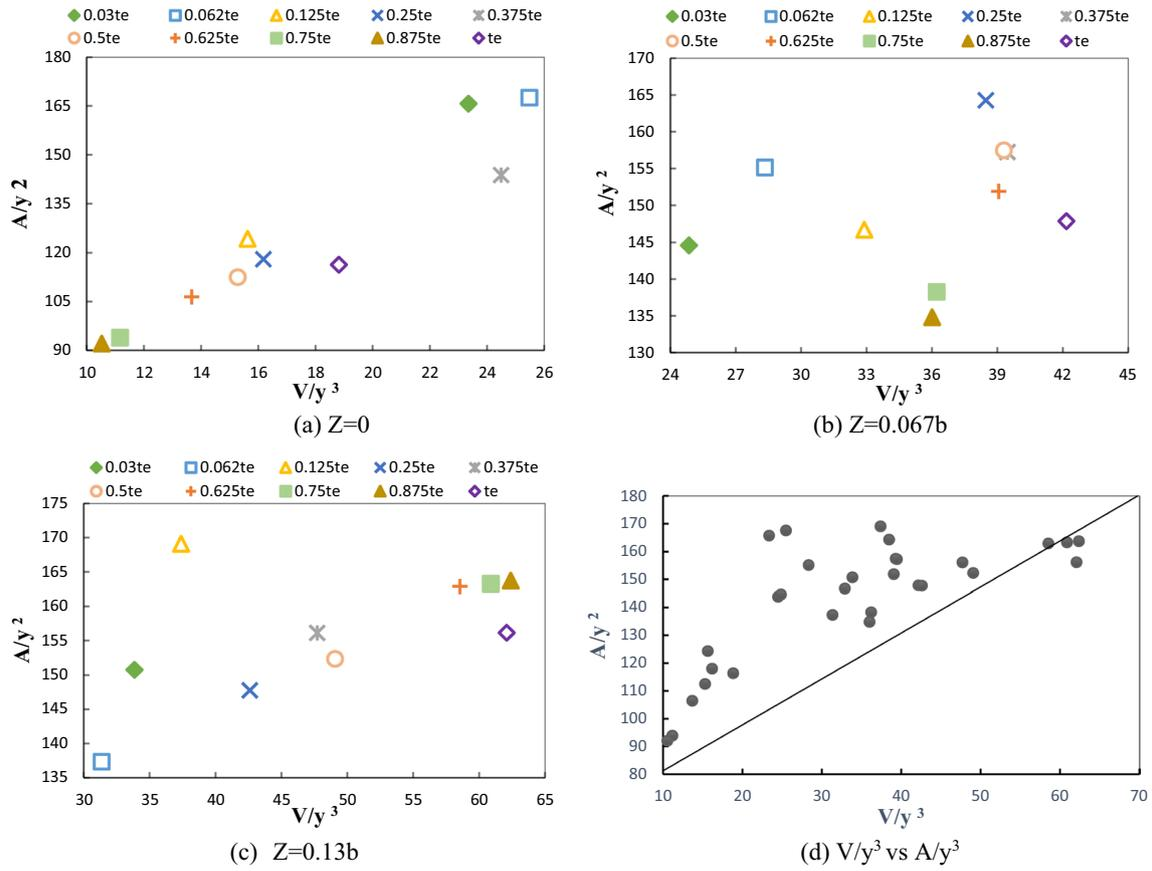 0.03te 0.062te 0.125te 0.25te 0.375te
0.5te 0.625te 0.75te 0.875te te
180
165
150
135
120
105
90
A/y 2
10 12 14 16 18 20 22 24 26
V/y ³
(a) Z=0
0.03te 0.062te 0.125te 0.25te 0.375te
0.5te 0.625te 0.75te 0.875te te
170
165
160
155
150
145
140
135
130
A/y ²
24 27 30 33 36 39 42 45
V/y ³
(b) Z=0.067b
0.03te 0.062te 0.125te 0.25te 0.375te
0.5te 0.625te 0.75te 0.875te te
175
170
165
160
155
150
145
140
135
A/y ²
30 35 40 45 50 55 60 65
V/y ³
(c) Z=0.13b
180
170
160
150
140
130
120
110
100
90
80
A/y ²
10 20 30 40 50 60 70
V/y ³
(d) V/y³ vs A/y³